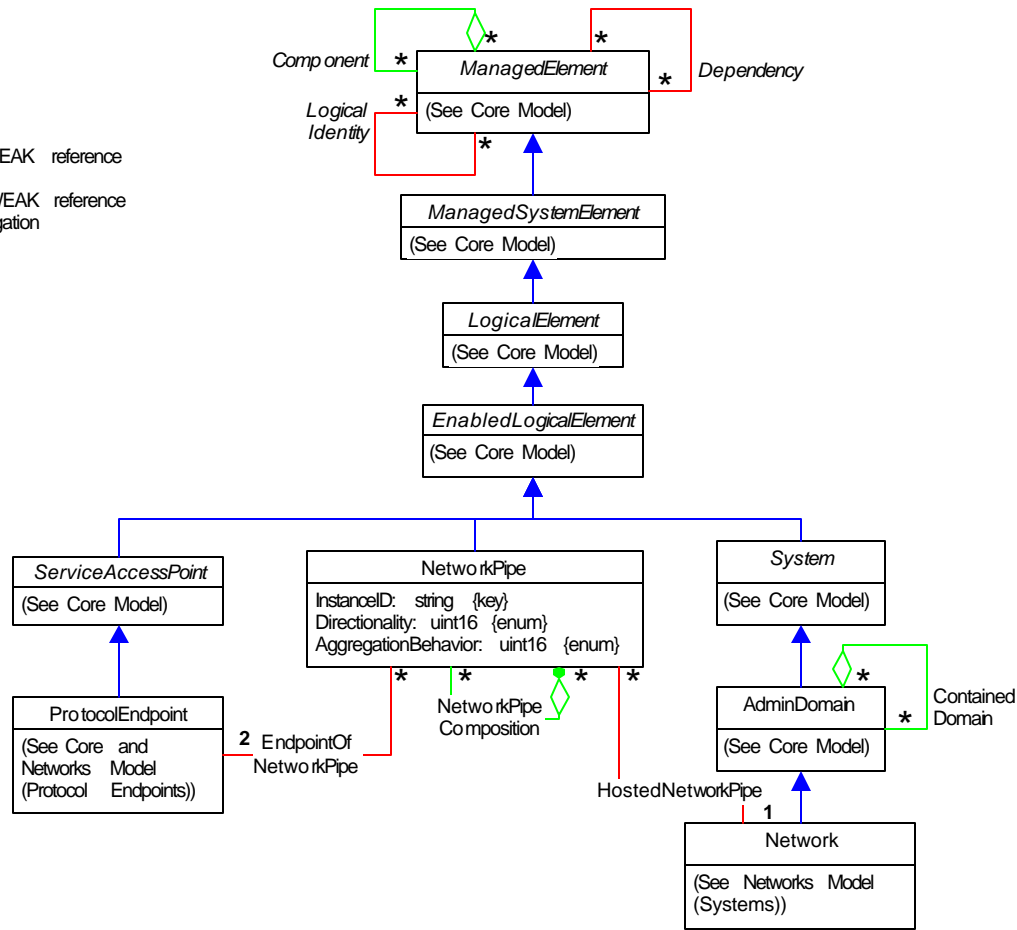 *
Component
*
ManagedElement
*
*
Dependency
Logical
Identity
*
(See Core Model)
*
EAK reference
WEAK reference
gation
ManagedSystemElement
(See Core Model)
LogicalElement
(See Core Model)
EnabledLogicalElement
(See Core Model)
ServiceAccessPoint
(See Core Model)
NetworkPipe
InstanceID: string {key}
Directionality: uint16 {enum}
AggregationBehavior: uint16 {enum}
System
(See Core Model)
*
*
*
*
NetworkPipe
Composition
ProtocolEndpoint
(See Core and
Networks Model
(Protocol Endpoints))
2
EndpointOf
NetworkPipe
*
AdminDomain
(See Core Model)
*
Contained
Domain
HostedNetworkPipe
1
Network
(See Networks Model
(Systems))